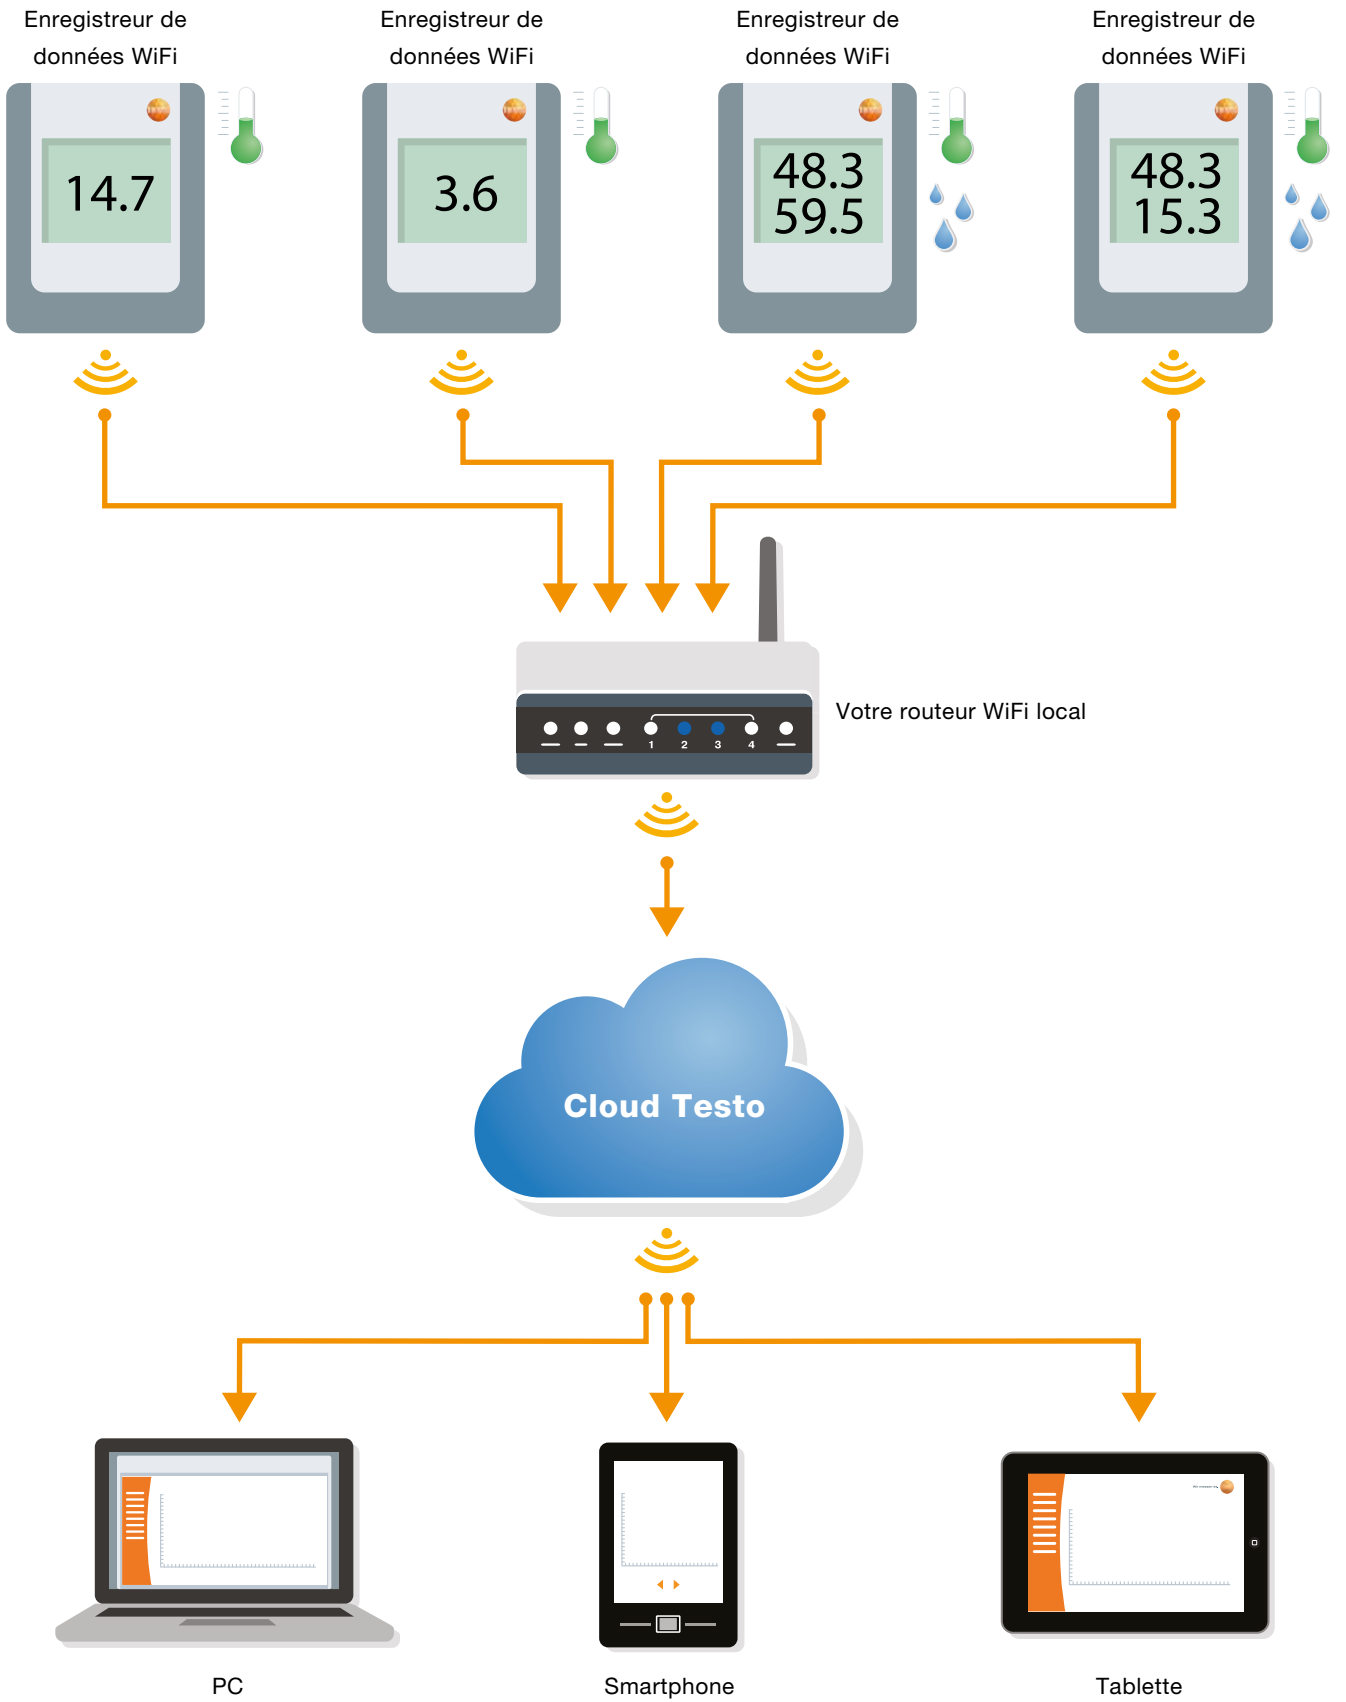 Enregistreur de
données WiFi
Enregistreur de
données WiFi
Enregistreur de
données WiFi
Enregistreur de
données WiFi
14.7
3.6
48.3
59.5
48.3
15.3
Votre routeur WiFi local
1 2 3 4
Cloud Testo
PC
Smartphone
Tablette